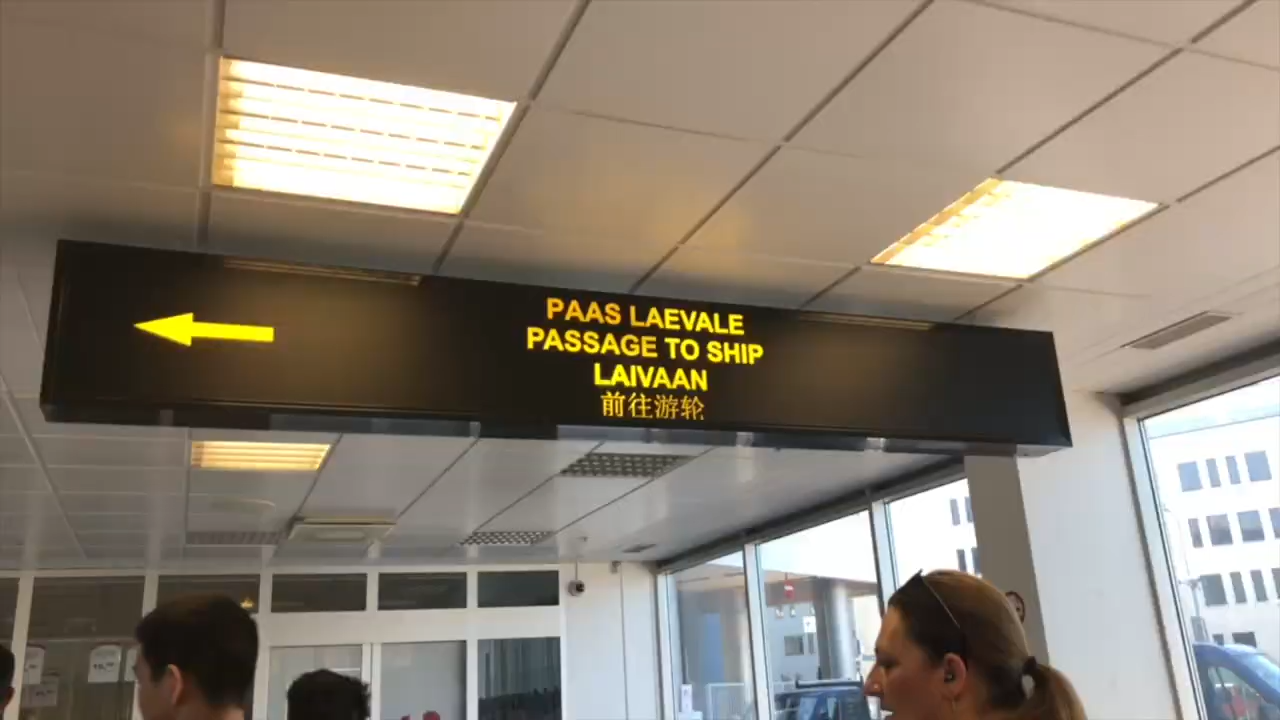 PAAS LAEVALE
PASSAGE TO SHIP
LAIVAAN
前往游轮